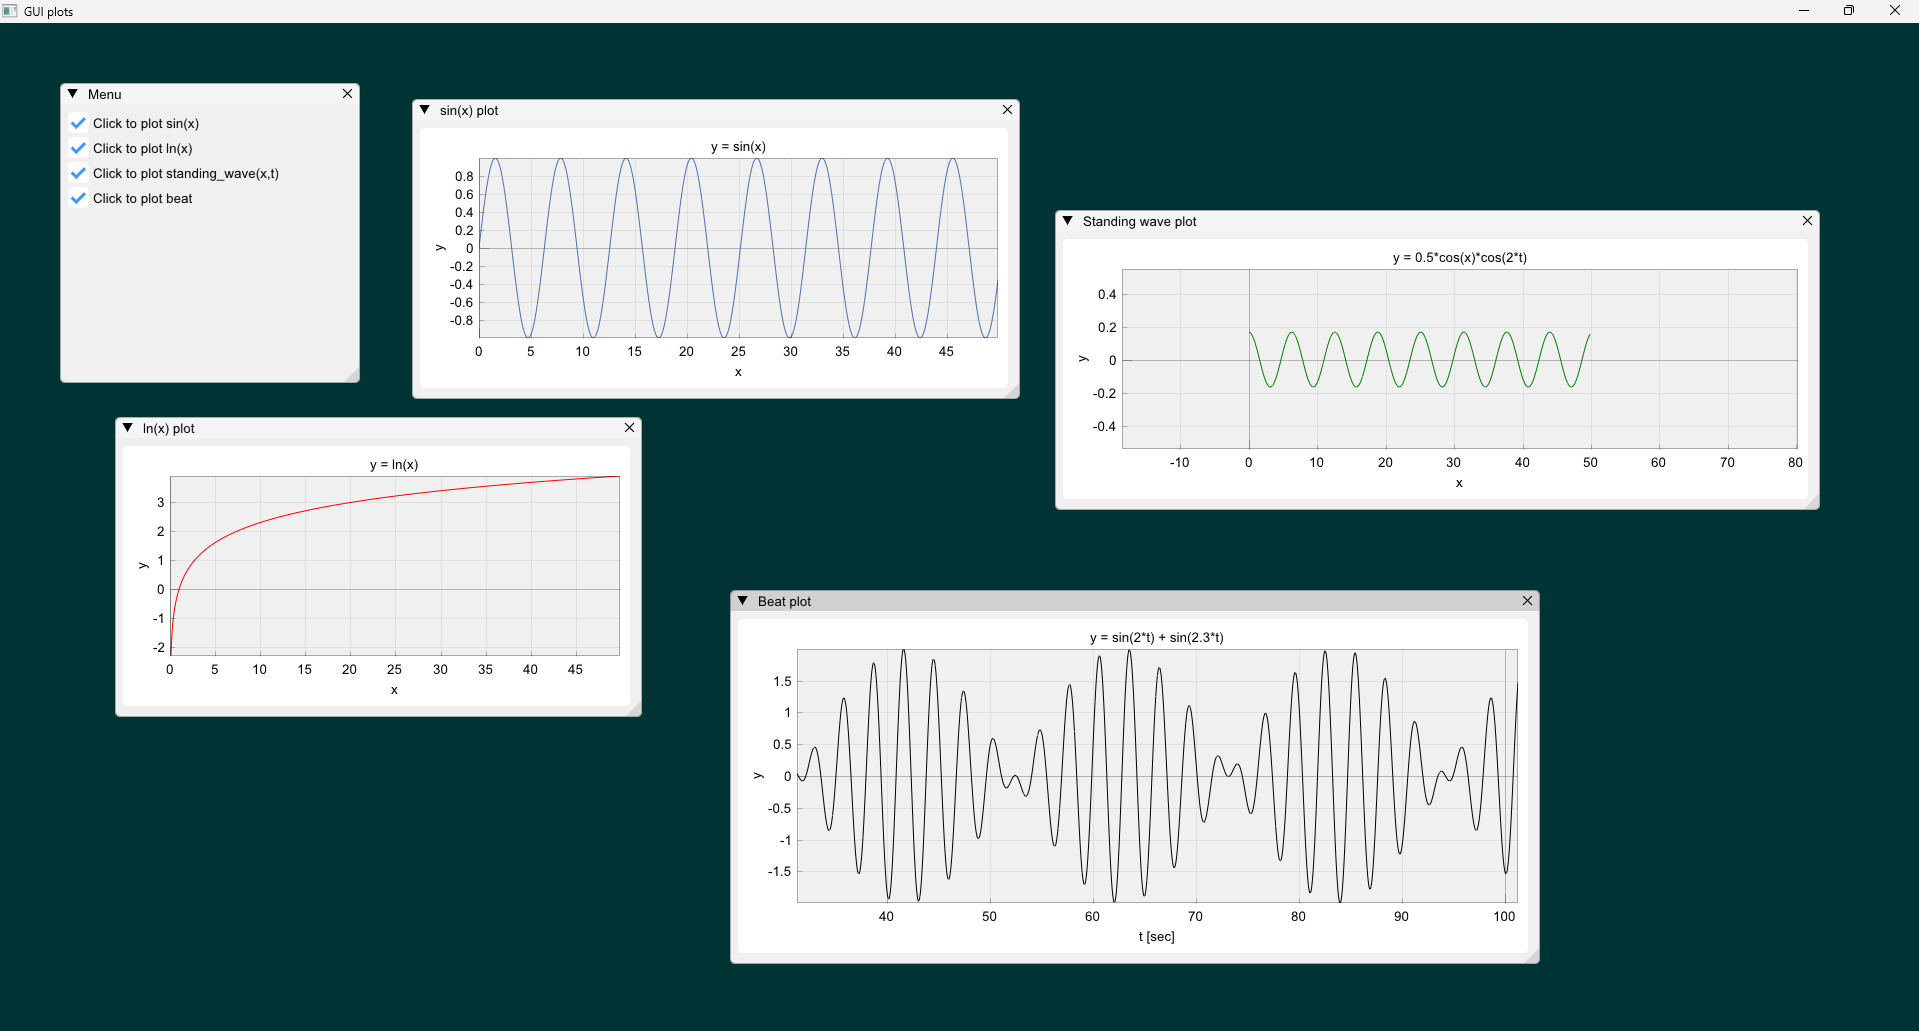 GUI plots
Menu
Click to plot sin(x)
Click to plot ln(x)
Click to plot standing_wave(x,t)
Click to plot beat
sin(x) plot
y = sin(x)
0.8
0.6
0.4
0.2
0
-0.2
-0.4
-0.6
-0.8
y
0 5 10 15 20 25 30 35 40 45
x
Standing wave plot
y = 0.5*cos(x)*cos(2*t)
0.4
0.2
0
-0.2
-0.4
y
-10 0 10 20 30 40 50 60 70 80
x
ln(x) plot
y = ln(x)
3
2
1
0
-1
-2
y
0 5 10 15 20 25 30 35 40 45
x
Beat plot
y = sin(2*t) + sin(2.3*t)
1.5
1
0.5
0
-0.5
-1
-1.5
y
40 50 60 70 80 90 100
t [sec]